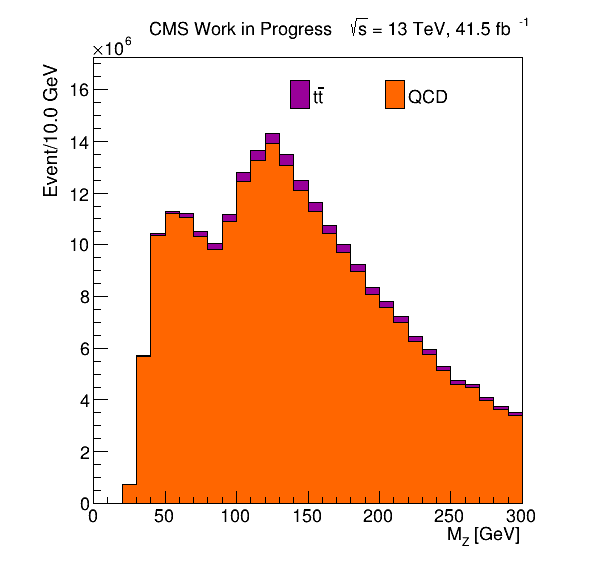 CMS Work in Progress √s = 13 TeV, 41.5 fb⁻¹
×10⁶
Event/10.0 GeV
tt̄
QCD
16
14
12
10
8
6
4
2
0
0 50 100 150 200 250 300
M_Z [GeV]